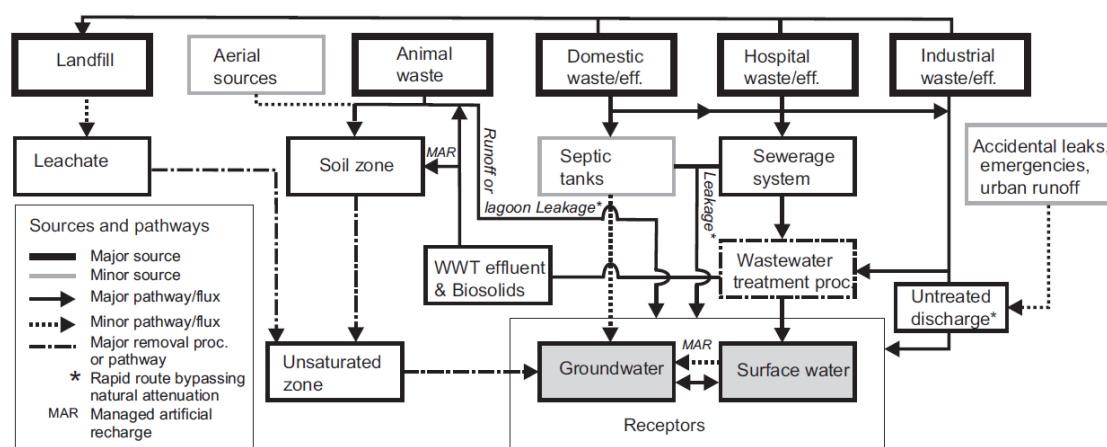 Landfill
Aerial
sources
Animal
waste
Domestic
waste/eff.
Hospital
waste/eff.
Industrial
waste/eff.
Leachate
Soil zone
MAR
Runoff or
lagoon Leakage*
Septic
tanks
Leakage*
Sewerage
system
Accidental leaks,
emergencies,
urban runoff
Sources and pathways
Major source
Minor source
Major pathway/flux
Minor pathway/flux
Major removal proc.
or pathway
* Rapid route bypassing
natural attenuation
MAR Managed artificial
recharge
WWT effluent
& Biosolids
Wastewater
treatment proc.
Untreated
discharge*
Unsaturated
zone
Groundwater
MAR
Surface water
Receptors